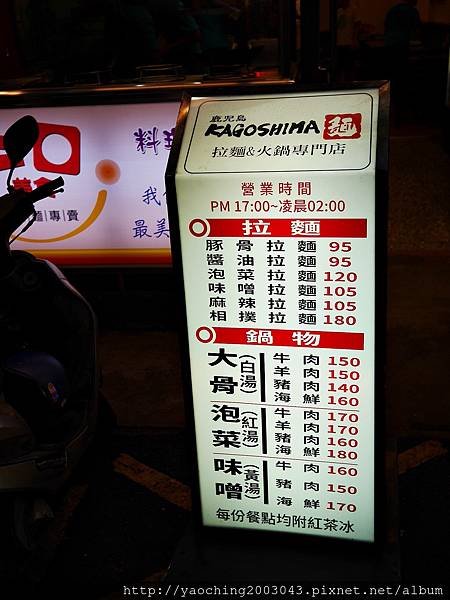 鹿児島
KAGOSHIMA 麵
拉麵&火鍋專門店
營業時間
PM 17:00~凌晨02:00
拉麵
豚骨拉麵 95
醬油拉麵 95
泡菜拉麵 120
味噌拉麵 105
麻辣拉麵 105
相撲拉麵 180
鍋物
大骨(白湯)
牛肉 150
羊肉 150
豬肉 140
海鮮 160
泡菜(紅湯)
牛肉 170
羊肉 170
豬肉 160
海鮮 180
味噌(黃湯)
牛肉 160
豬肉 150
海鮮 170
每份餐點均附紅茶冰
料
我
最美
專賣
http://yaoching2003043.pixnet.net/album